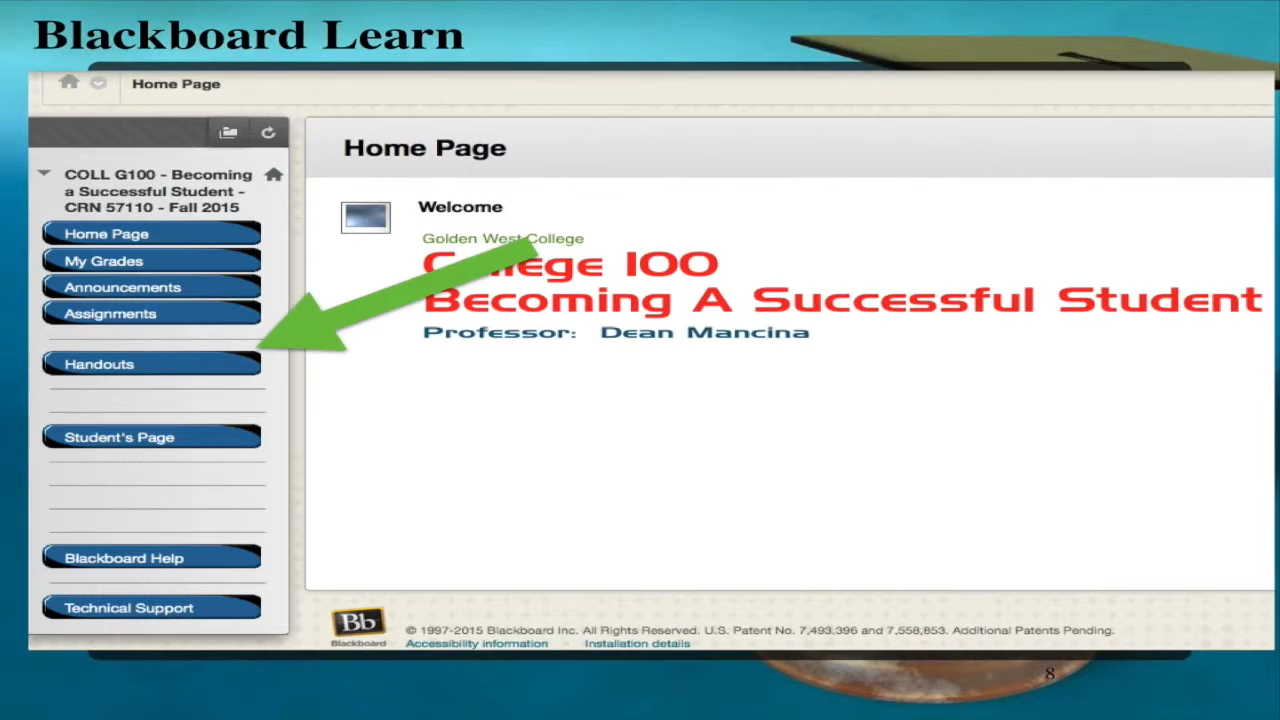 Blackboard Learn
Home Page
COLL G100 - Becoming
a Successful Student -
CRN 57110 - Fall 2015
Home Page
My Grades
Announcements
Assignments
Handouts
Student's Page
Blackboard Help
Technical Support
Home Page
Welcome
Golden West College
College 100
Becoming A Successful Student
Professor: Dean Mancina
Bb
Blackboard
© 1997-2015 Blackboard Inc. All Rights Reserved. U.S. Patent No. 7,493,396 and 7,558,853. Additional Patents Pending.
Accessibility information Installation details
8